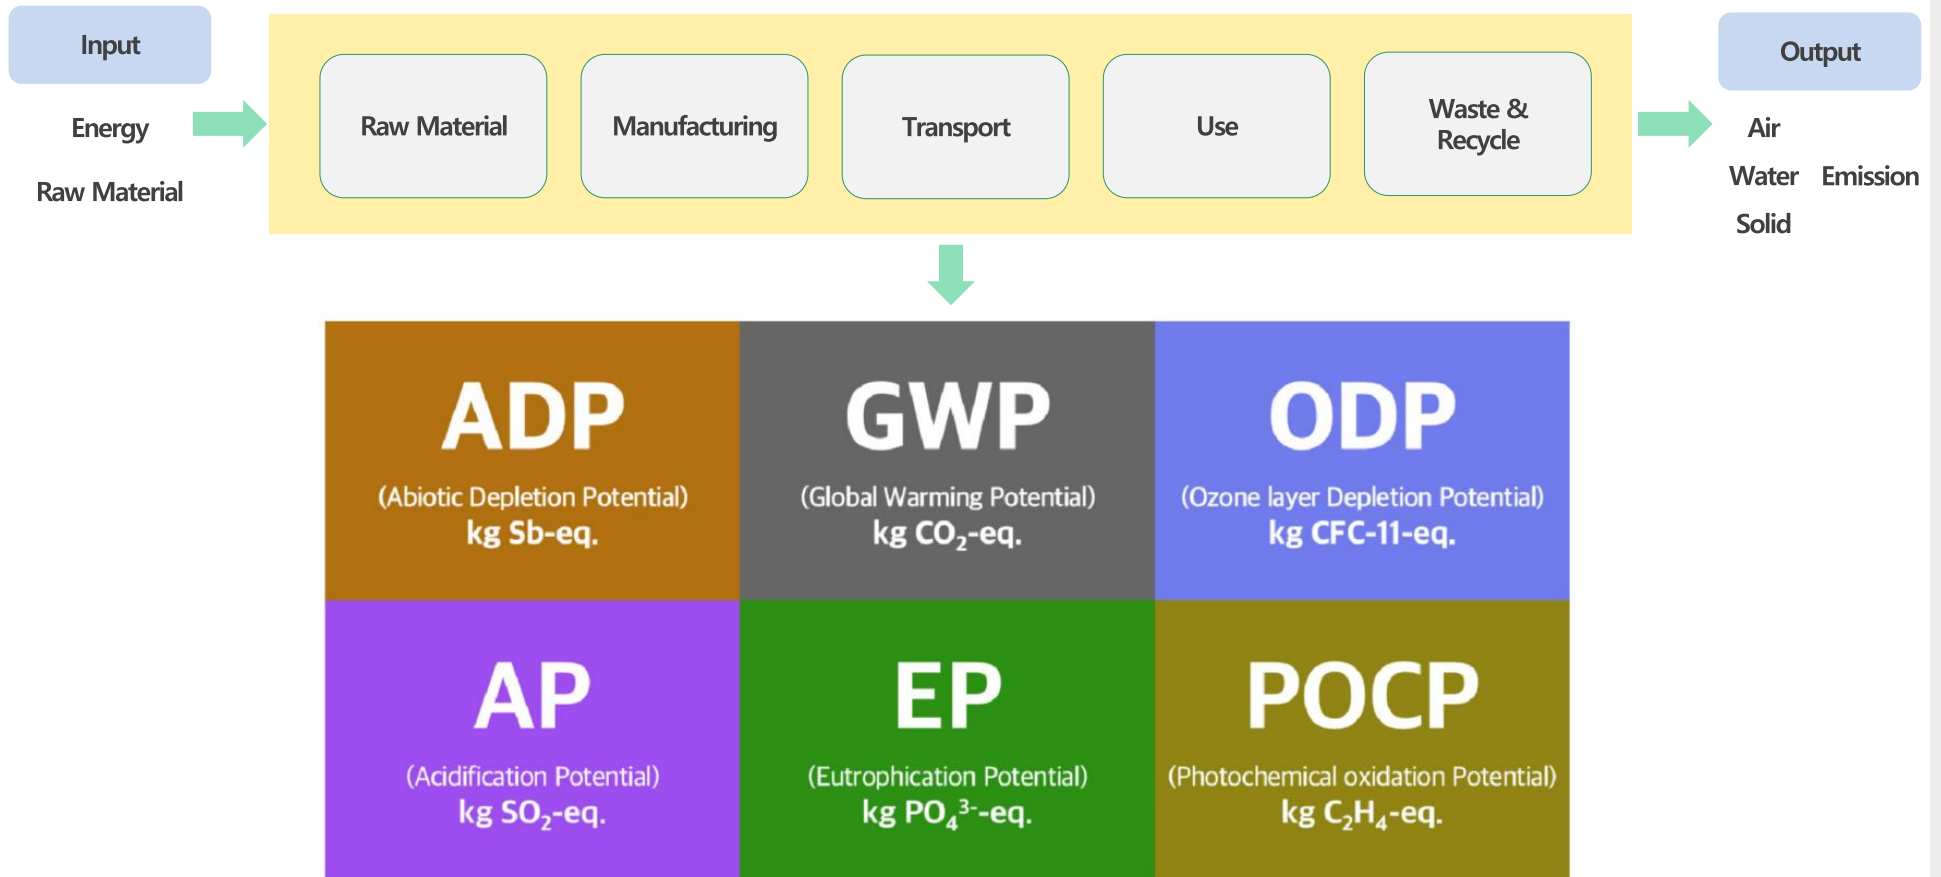 Input
Energy
Raw Material
Raw Material
Manufacturing
Transport
Use
Waste &
Recycle
Output
Air
Water Emission
Solid
ADP
(Abiotic Depletion Potential)
kg Sb-eq.
GWP
(Global Warming Potential)
kg CO₂-eq.
ODP
(Ozone layer Depletion Potential)
kg CFC-11-eq.
AP
(Acidification Potential)
kg SO₂-eq.
EP
(Eutrophication Potential)
kg PO₄³⁻-eq.
POCP
(Photochemical oxidation Potential)
kg C₂H₄-eq.